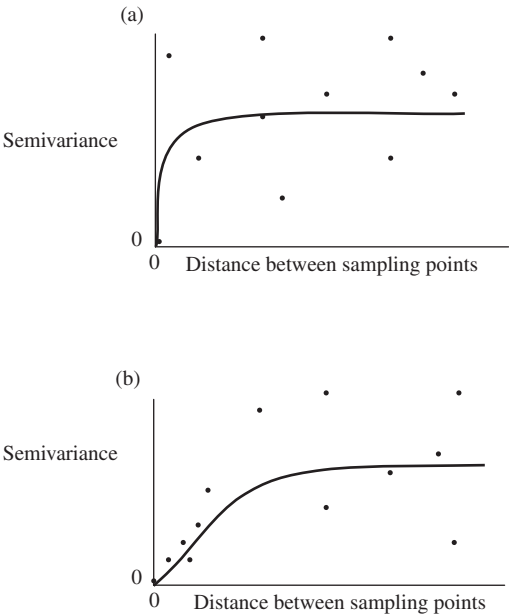 (a)
Semivariance
0
0 Distance between sampling points
(b)
Semivariance
0
0 Distance between sampling points